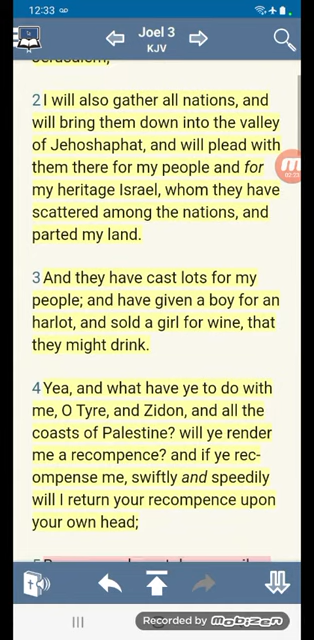 12:33
Joel 3
KJV
Jerusalem,
2 I will also gather all nations, and
will bring them down into the valley
of Jehoshaphat, and will plead with
them there for my people and for
my heritage Israel, whom they have
scattered among the nations, and
parted my land.
3 And they have cast lots for my
people; and have given a boy for an
harlot, and sold a girl for wine, that
they might drink.
4 Yea, and what have ye to do with
me, O Tyre, and Zidon, and all the
coasts of Palestine? will ye render
me a recompence? and if ye rec-
ompense me, swiftly and speedily
will I return your recompence upon
your own head;
Recorded by mobizen